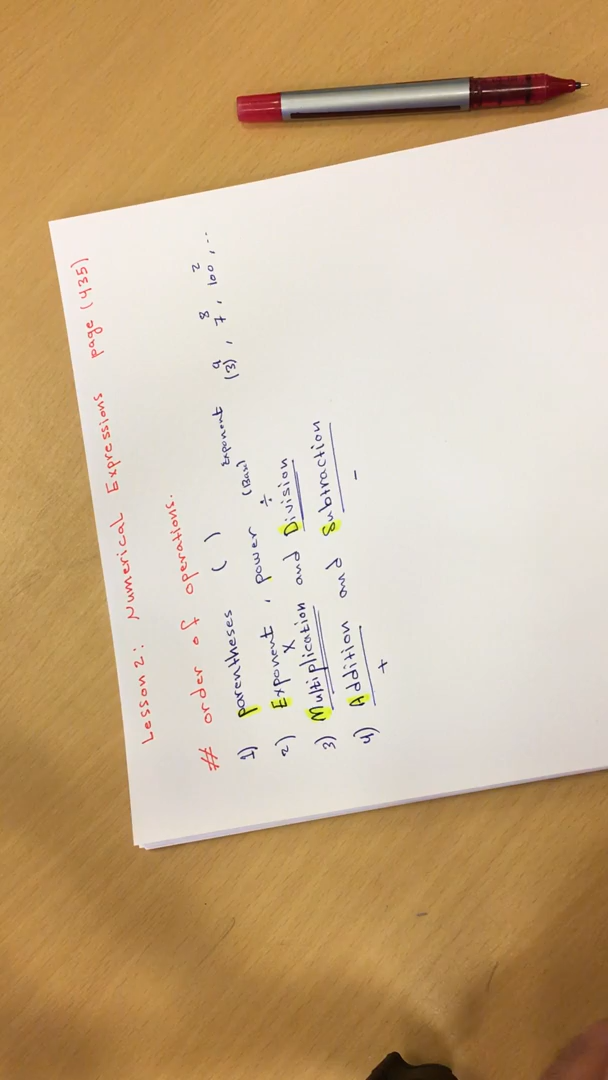 Lesson 2: Numerical Expressions page (435)
# order of operations.
1) parentheses ( )
2) Exponent, power (Base)^Exponent (3)^9, 7^8, 100^2, ...
3) Multiplication and Division
× ÷
4) Addition and Subtraction
+ -